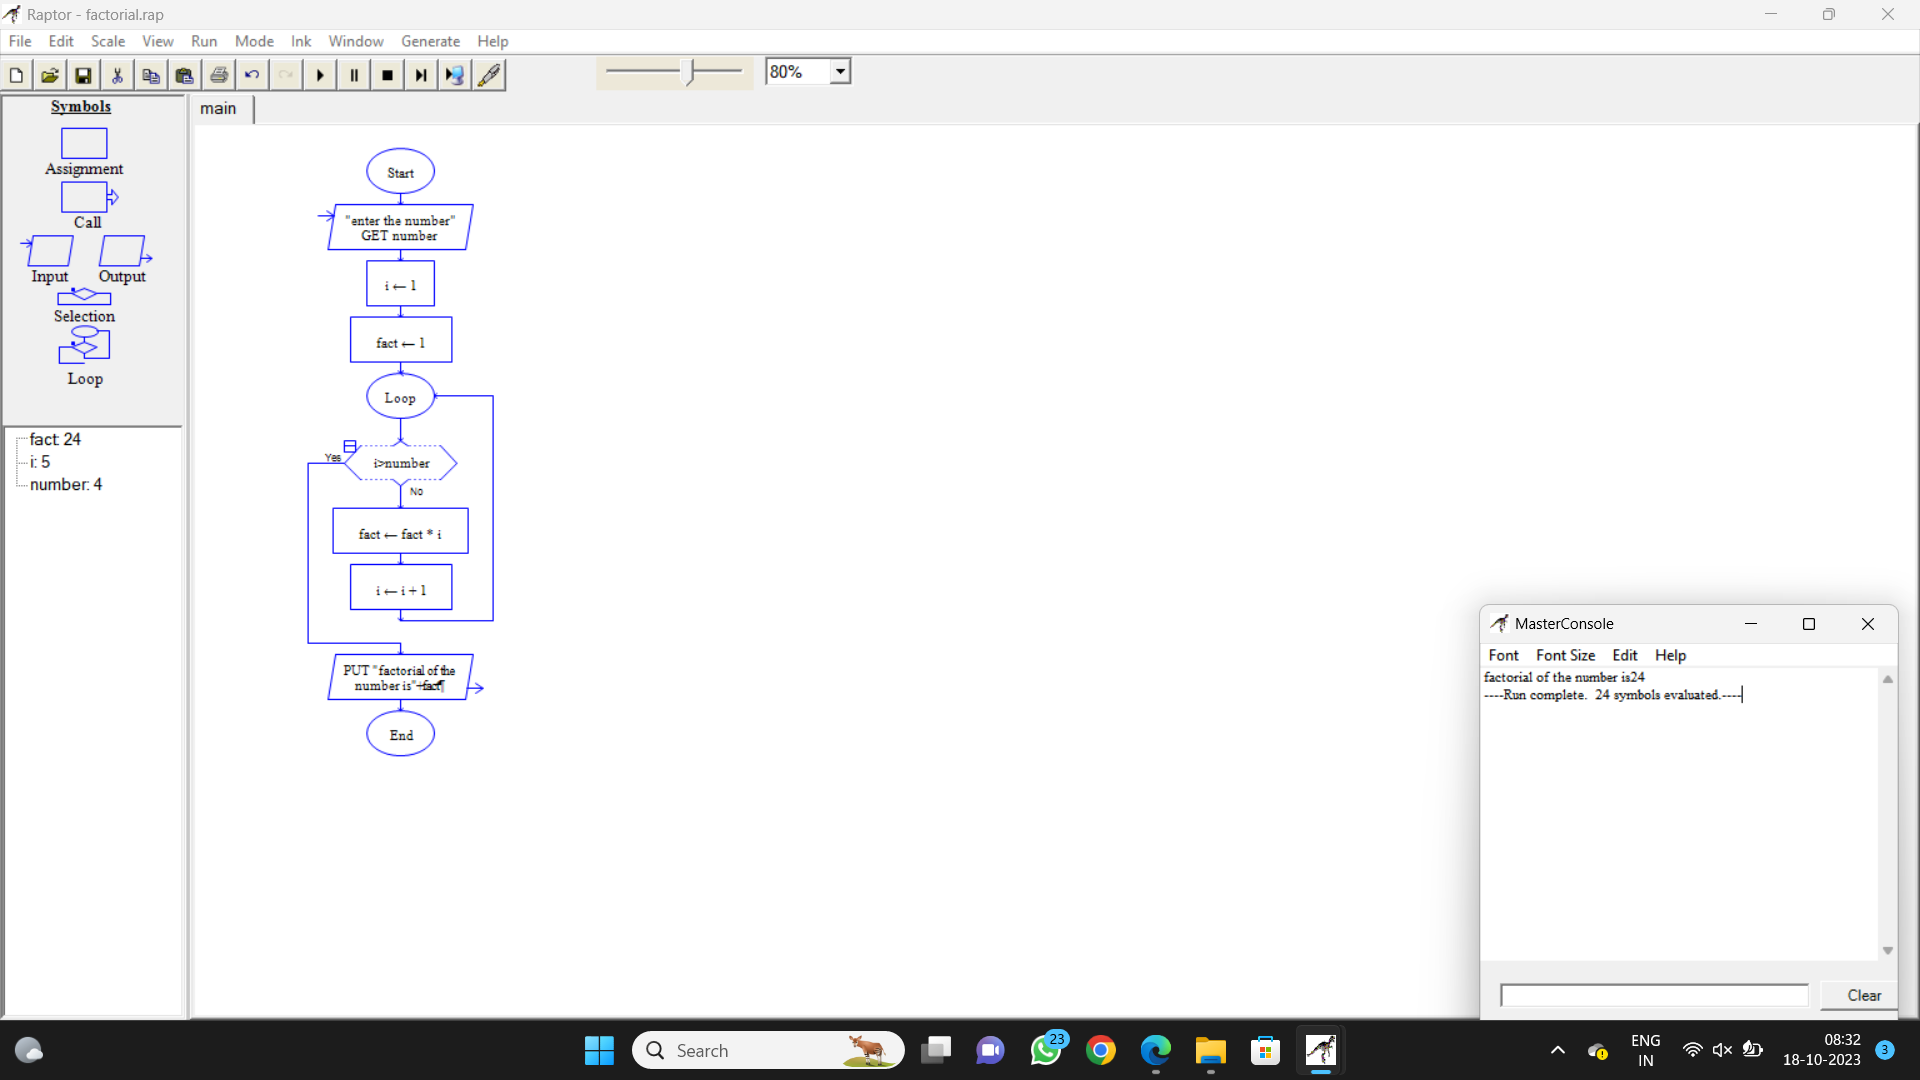 Raptor - factorial.rap
File Edit Scale View Run Mode Ink Window Generate Help
80%
Symbols
main
Assignment
Call
Input Output
Selection
Loop
fact: 24
i: 5
number: 4
Start
"enter the number"
GET number
i ← 1
fact ← 1
Loop
Yes
i>number
No
fact ← fact * i
i ← i + 1
PUT "factorial of the
number is"+fact¶
End
MasterConsole
Font Font Size Edit Help
factorial of the number is24
----Run complete.  24 symbols evaluated.----
Clear
Search
23
ENG
IN
08:32
18-10-2023
3